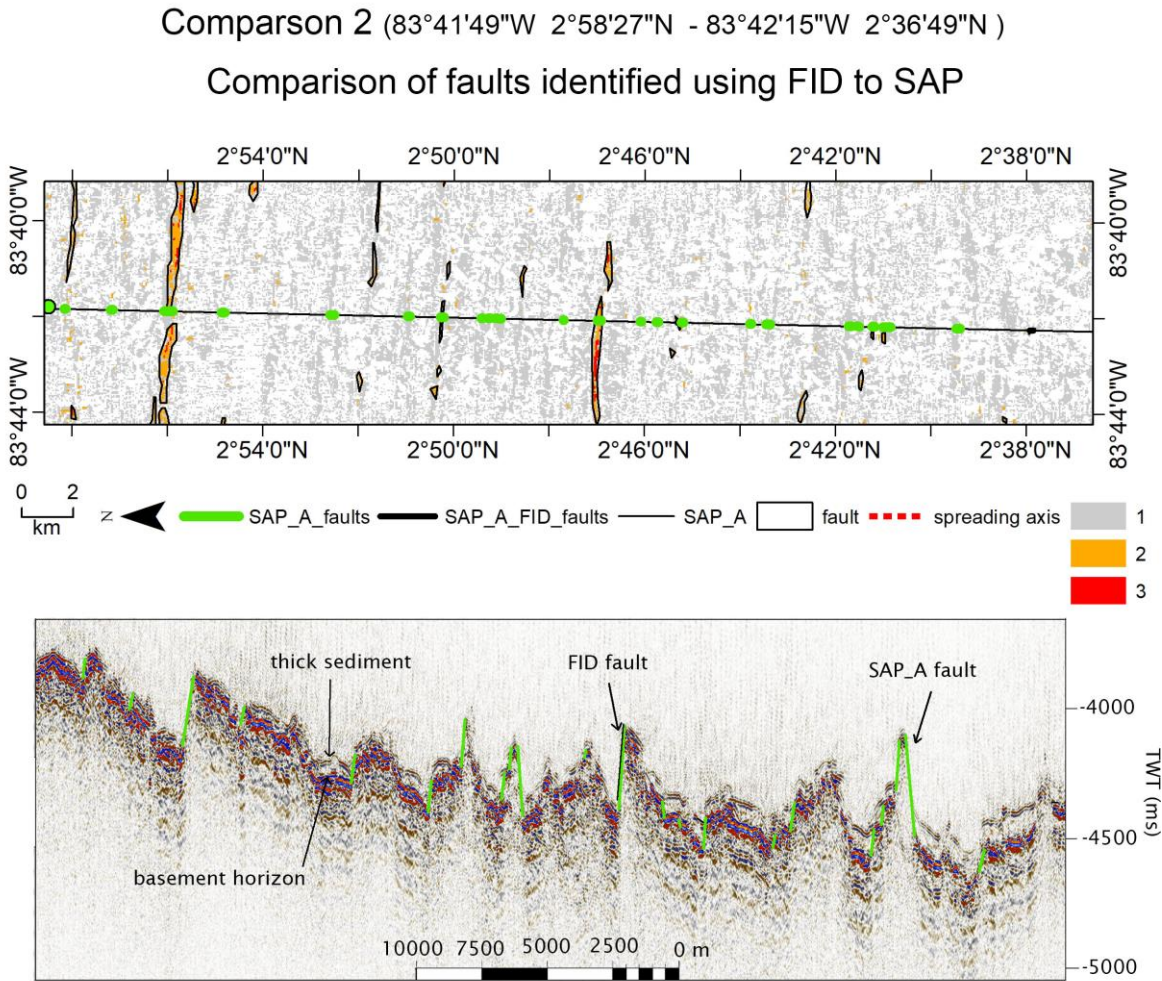 Comparson 2 (83°41'49"W 2°58'27"N - 83°42'15"W 2°36'49"N )
Comparison of faults identified using FID to SAP
2°54'0"N 2°50'0"N 2°46'0"N 2°42'0"N 2°38'0"N
83°40'0"W 83°40'0"W
83°44'0"W 83°44'0"W
2°54'0"N 2°50'0"N 2°46'0"N 2°42'0"N 2°38'0"N
0 2
km
N
SAP_A_faults SAP_A_FID_faults SAP_A fault spreading axis
1
2
3
thick sediment
FID fault
SAP_A fault
basement horizon
-4000
-4500
-5000
TWT (ms)
10000 7500 5000 2500 0 m